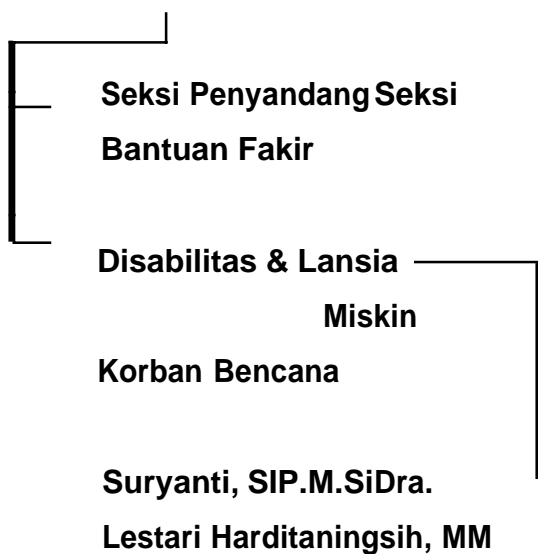 Seksi Penyandang Seksi
Bantuan Fakir
Disabilitas & Lansia
Miskin
Korban Bencana
Suryanti, SIP.M.SiDra.
Lestari Harditaningsih, MM